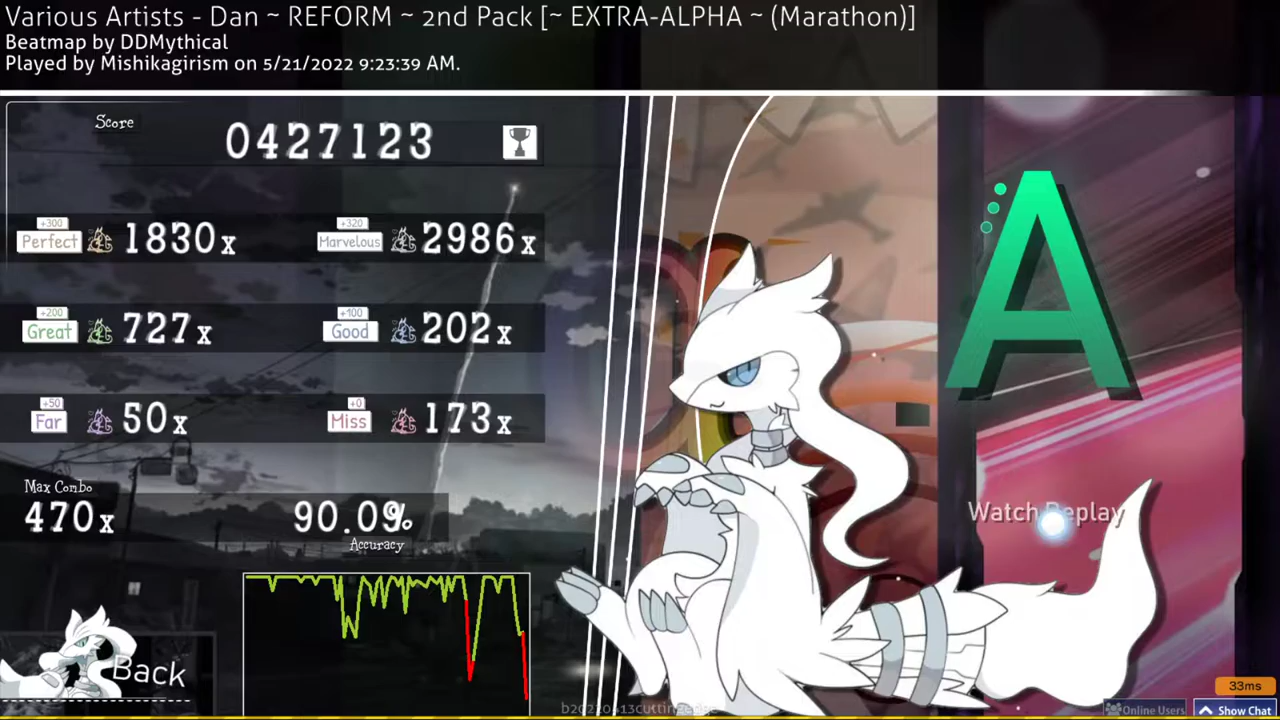 Various Artists - Dan ~ REFORM ~ 2nd Pack [~ EXTRA-ALPHA ~ (Marathon)]
Beatmap by DDMythical
Played by Mishikagirism on 5/21/2022 9:23:39 AM.
Score
0427123
+300
Perfect 1830x
+320
Marvelous 2986x
+200
Great 727x
+100
Good 202x
+50
Far 50x
+0
Miss 173x
A
Max Combo
470x
90.09%
Accuracy
Watch Replay
Back
33ms
b20220413cuttingedge
Online Users
Show Chat